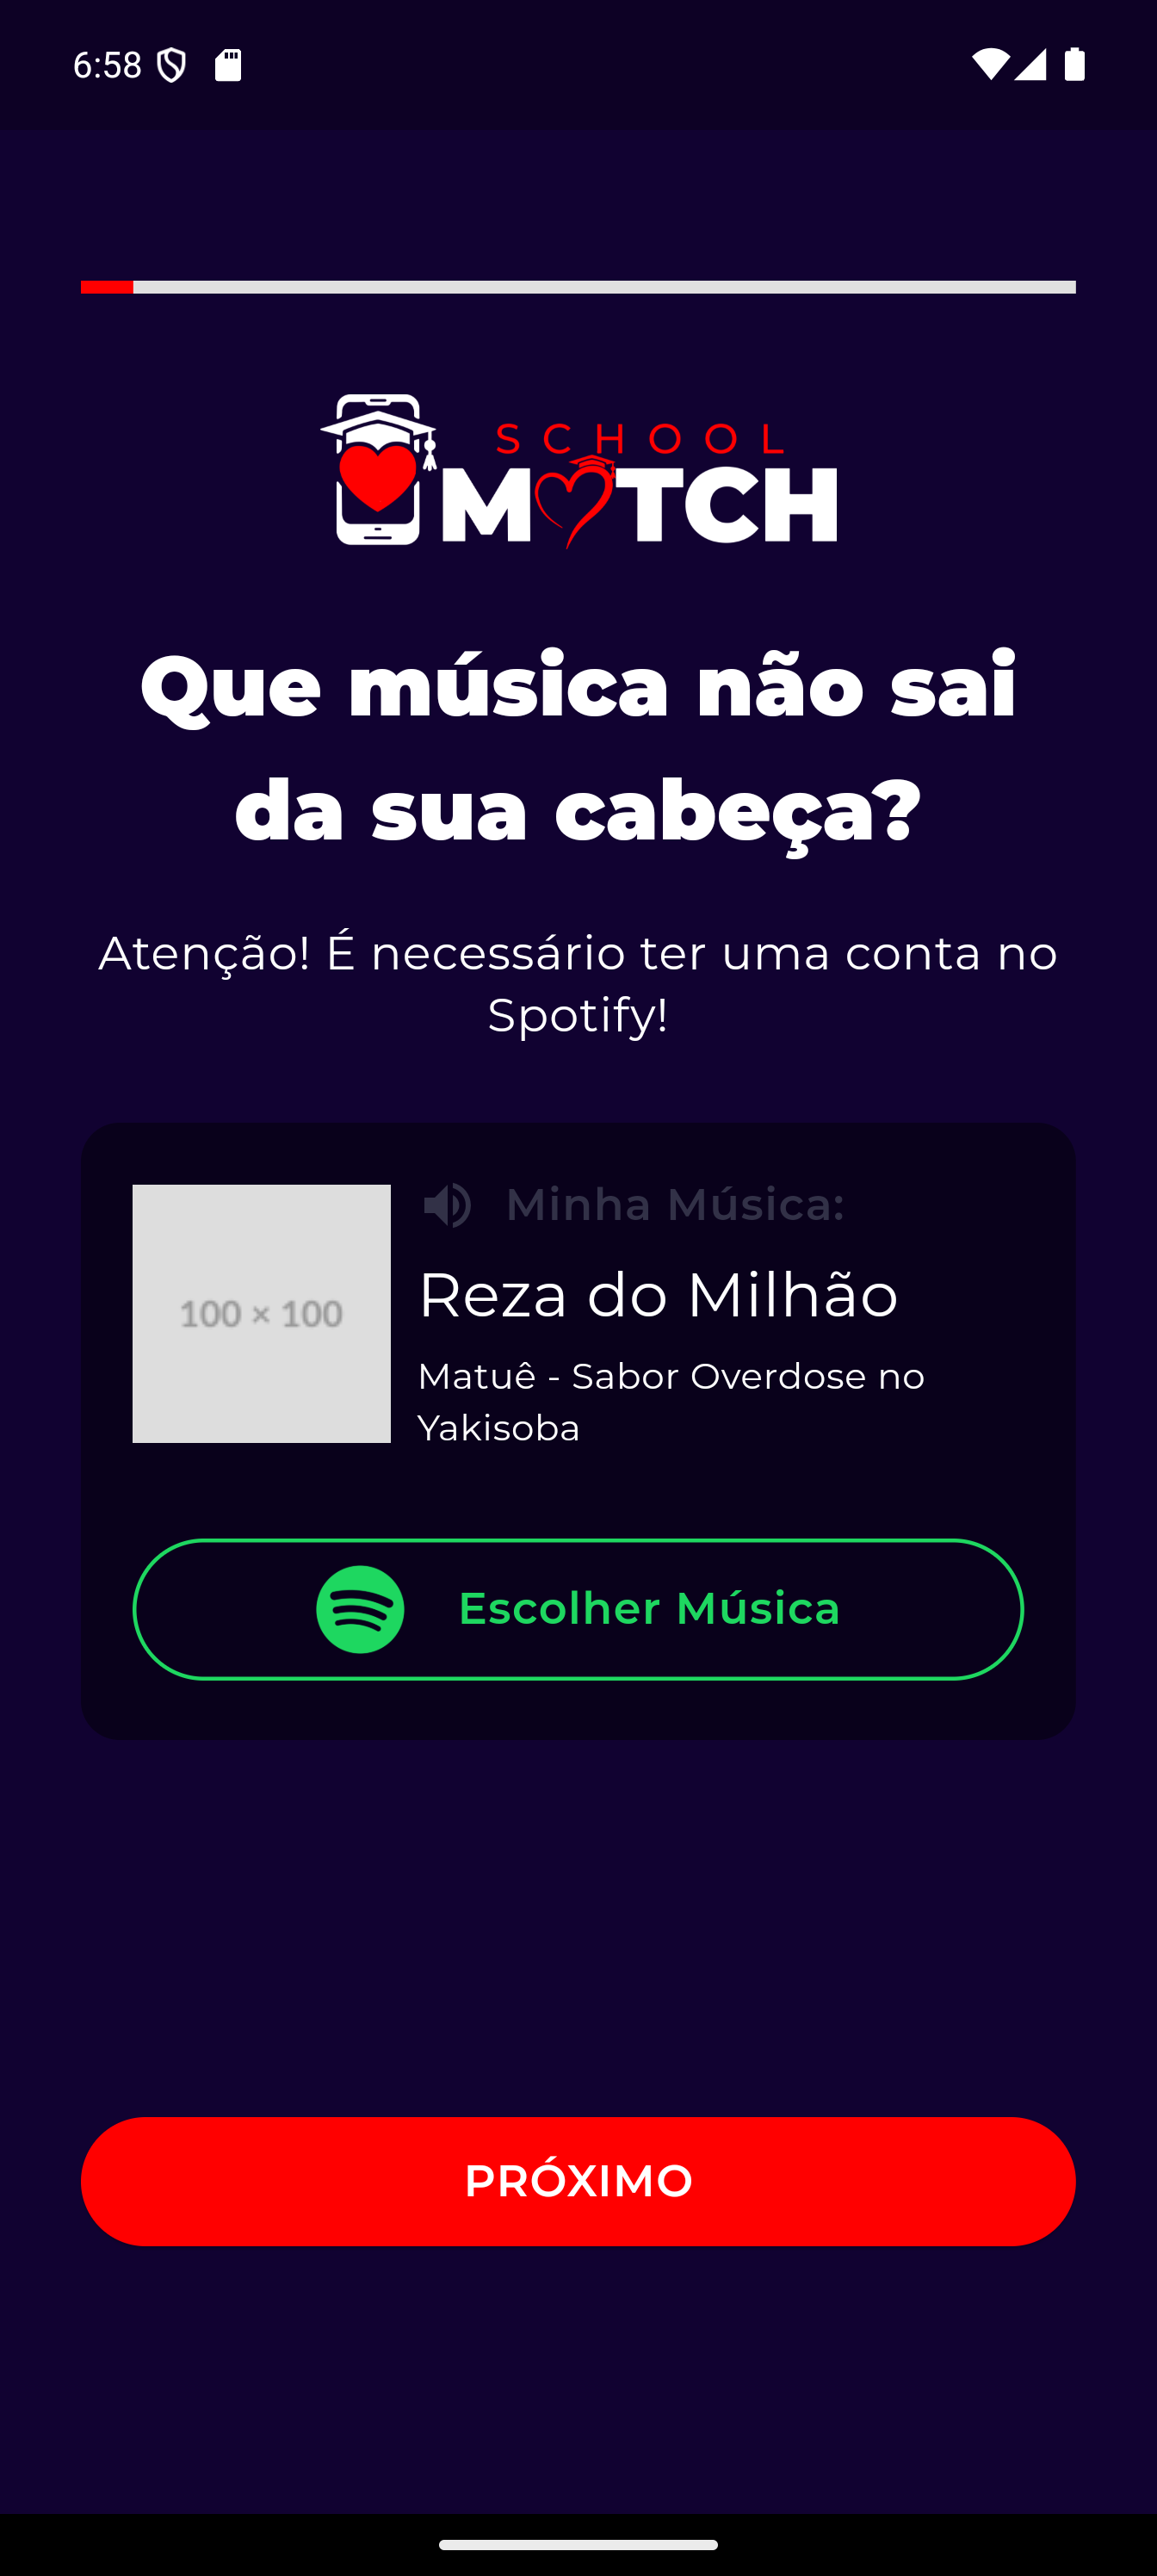 6:58
SCHOOL
MTCH
Que música não sai
da sua cabeça?
Atenção! É necessário ter uma conta no
Spotify!
Minha Música:
100 × 100
Reza do Milhão
Matuê - Sabor Overdose no
Yakisoba
Escolher Música
PRÓXIMO